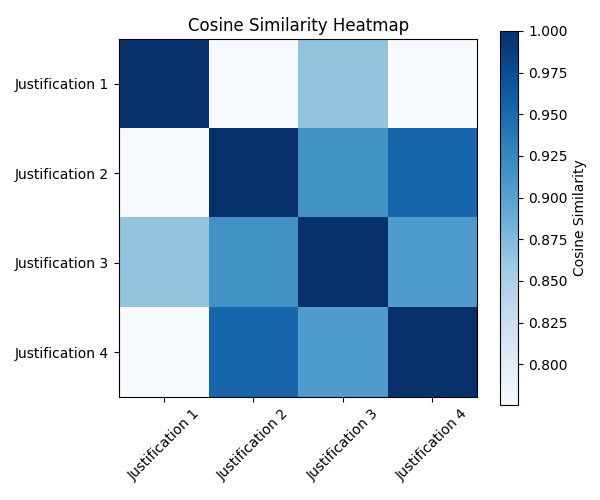 Cosine Similarity Heatmap
Justification 1
Justification 2
Justification 3
Justification 4
Justification 1
Justification 2
Justification 3
Justification 4
1.000
0.975
0.950
0.925
0.900
0.875
0.850
0.825
0.800
Cosine Similarity